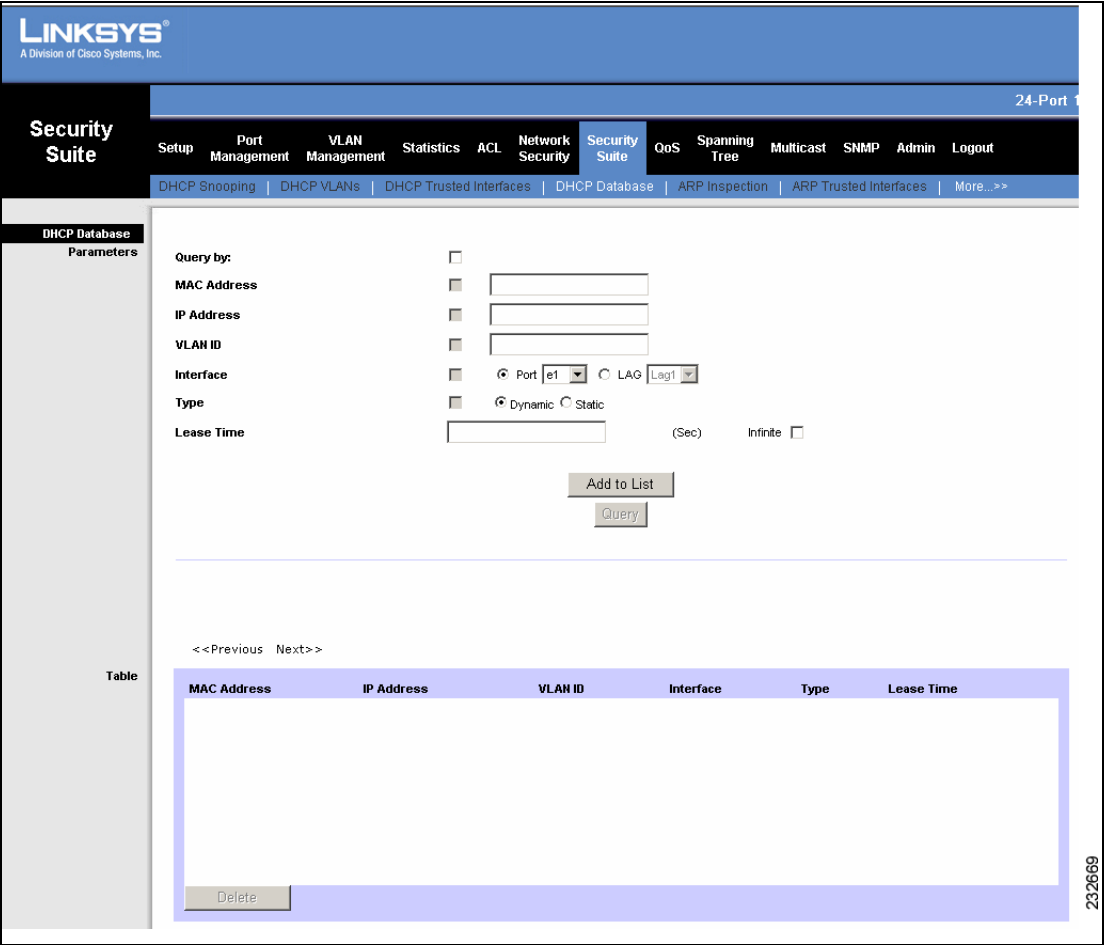 LINKSYS®
A Division of Cisco Systems, Inc.
24-Port 1
Security Suite
Setup Port Management VLAN Management Statistics ACL Network Security Security Suite QoS Spanning Tree Multicast SNMP Admin Logout
DHCP Snooping | DHCP VLANs | DHCP Trusted Interfaces | DHCP Database | ARP Inspection | ARP Trusted Interfaces | More...>>
DHCP Database
Parameters
Query by:
MAC Address
IP Address
VLAN ID
Interface Port e1 LAG Lag1
Type Dynamic Static
Lease Time (Sec) Infinite
Add to List
Query
<<Previous Next>>
Table
MAC Address IP Address VLAN ID Interface Type Lease Time
Delete
232669